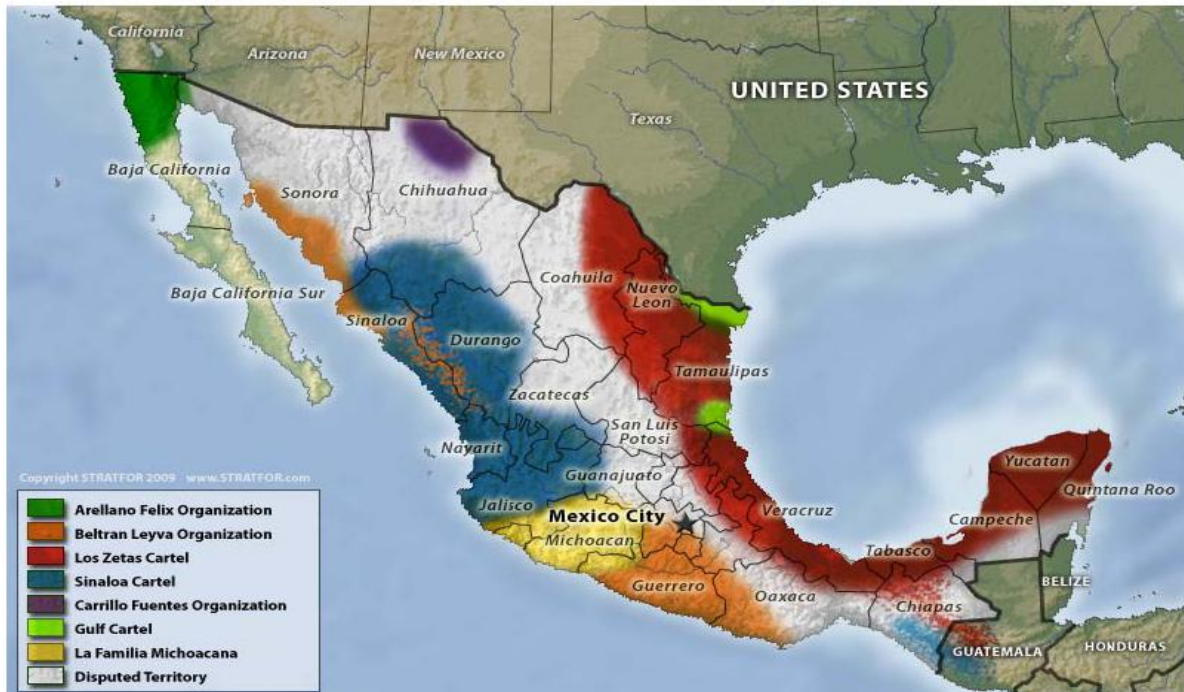 California
Arizona
New Mexico
Texas
UNITED STATES
Baja California
Sonora
Chihuahua
Baja California Sur
Coahuila
Nuevo
Leon
Sinaloa
Durango
Tamaulipas
Zacatecas
San Luis
Potosi
Nayarit
Guanajuato
Yucatan
Quintana Roo
Jalisco
Mexico City
Veracruz
Campeche
Michoacan
Tabasco
Guerrero
Oaxaca
Chiapas
BELIZE
GUATEMALA
HONDURAS
Copyright STRATFOR 2009 www.STRATFOR.com
Arellano Felix Organization
Beltran Leyva Organization
Los Zetas Cartel
Sinaloa Cartel
Carrillo Fuentes Organization
Gulf Cartel
La Familia Michoacana
Disputed Territory